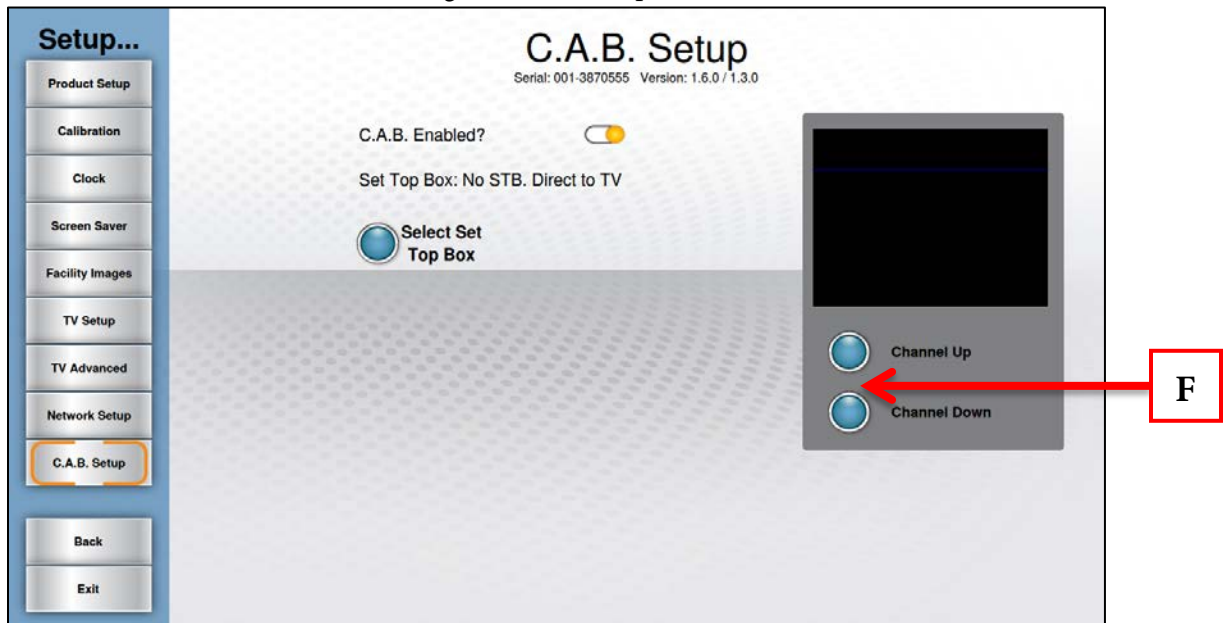 Setup...
Product Setup
Calibration
Clock
Screen Saver
Facility Images
TV Setup
TV Advanced
Network Setup
C.A.B. Setup
Back
Exit
C.A.B. Setup
Serial: 001-3870555 Version: 1.6.0 / 1.3.0
C.A.B. Enabled?
Set Top Box: No STB. Direct to TV
Select Set
Top Box
Channel Up
Channel Down
F